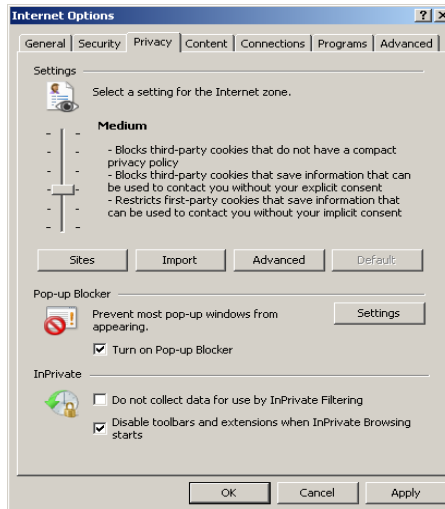 Internet Options
General Security Privacy Content Connections Programs Advanced
Settings
Select a setting for the Internet zone.
Medium
- Blocks third-party cookies that do not have a compact
privacy policy
- Blocks third-party cookies that save information that can
be used to contact you without your explicit consent
- Restricts first-party cookies that save information that
can be used to contact you without your implicit consent
Sites Import Advanced Default
Pop-up Blocker
Prevent most pop-up windows from
appearing.
Settings
Turn on Pop-up Blocker
InPrivate
Do not collect data for use by InPrivate Filtering
Disable toolbars and extensions when InPrivate Browsing
starts
OK Cancel Apply